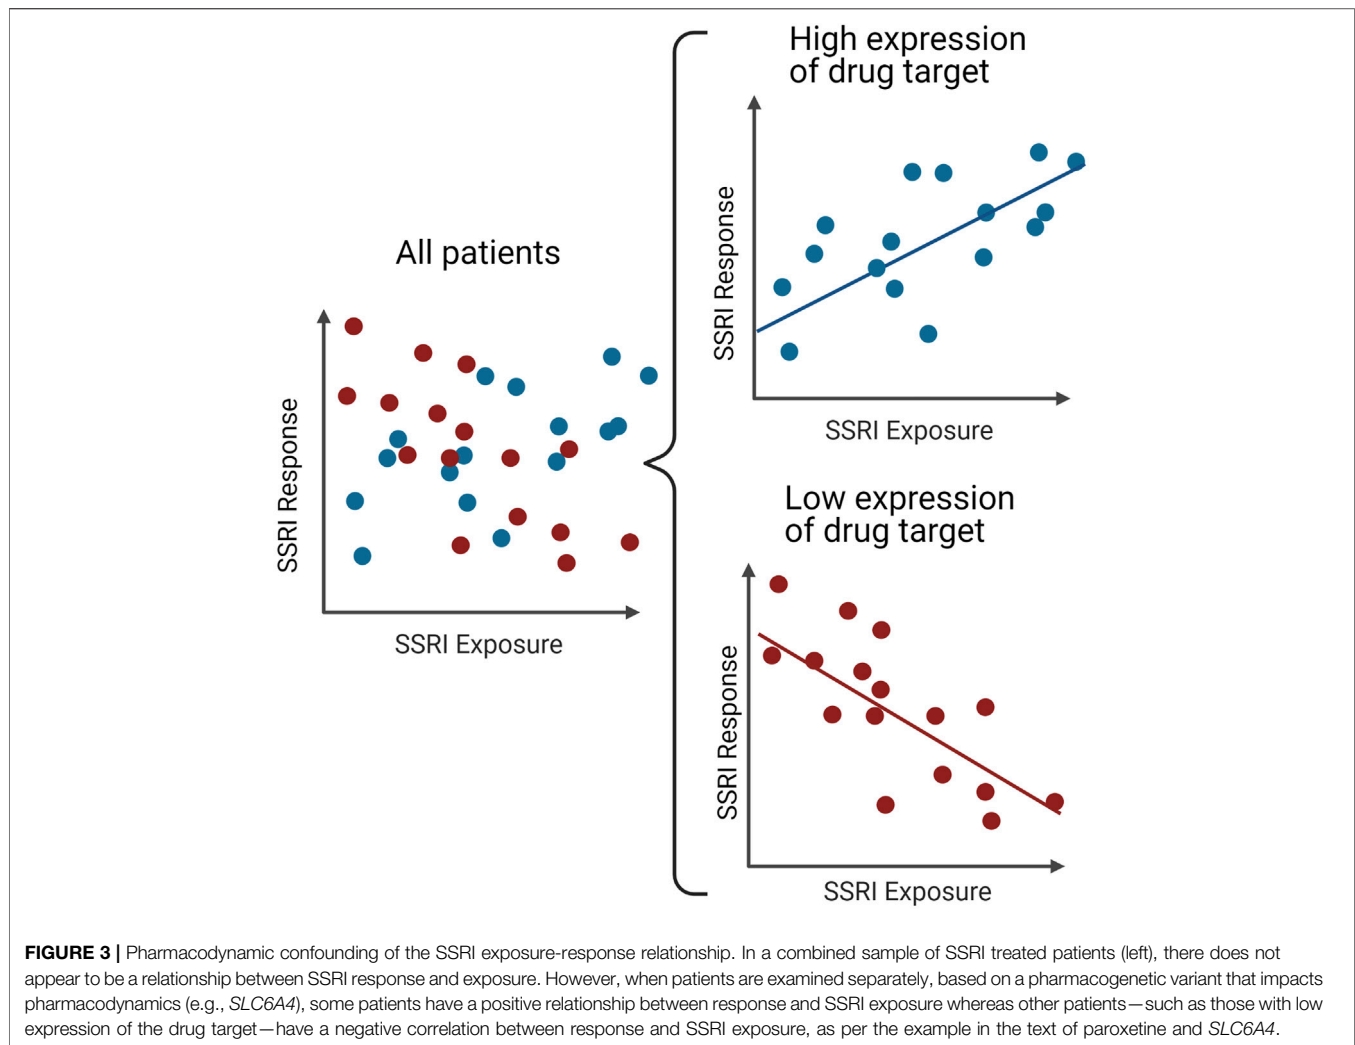 All patients
SSRI Response
SSRI Exposure
High expression
of drug target
SSRI Response
SSRI Exposure
Low expression
of drug target
SSRI Response
SSRI Exposure
FIGURE 3 | Pharmacodynamic confounding of the SSRI exposure-response relationship. In a combined sample of SSRI treated patients (left), there does not
appear to be a relationship between SSRI response and exposure. However, when patients are examined separately, based on a pharmacogenetic variant that impacts
pharmacodynamics (e.g., SLC6A4), some patients have a positive relationship between response and SSRI exposure whereas other patients—such as those with low
expression of the drug target—have a negative correlation between response and SSRI exposure, as per the example in the text of paroxetine and SLC6A4.